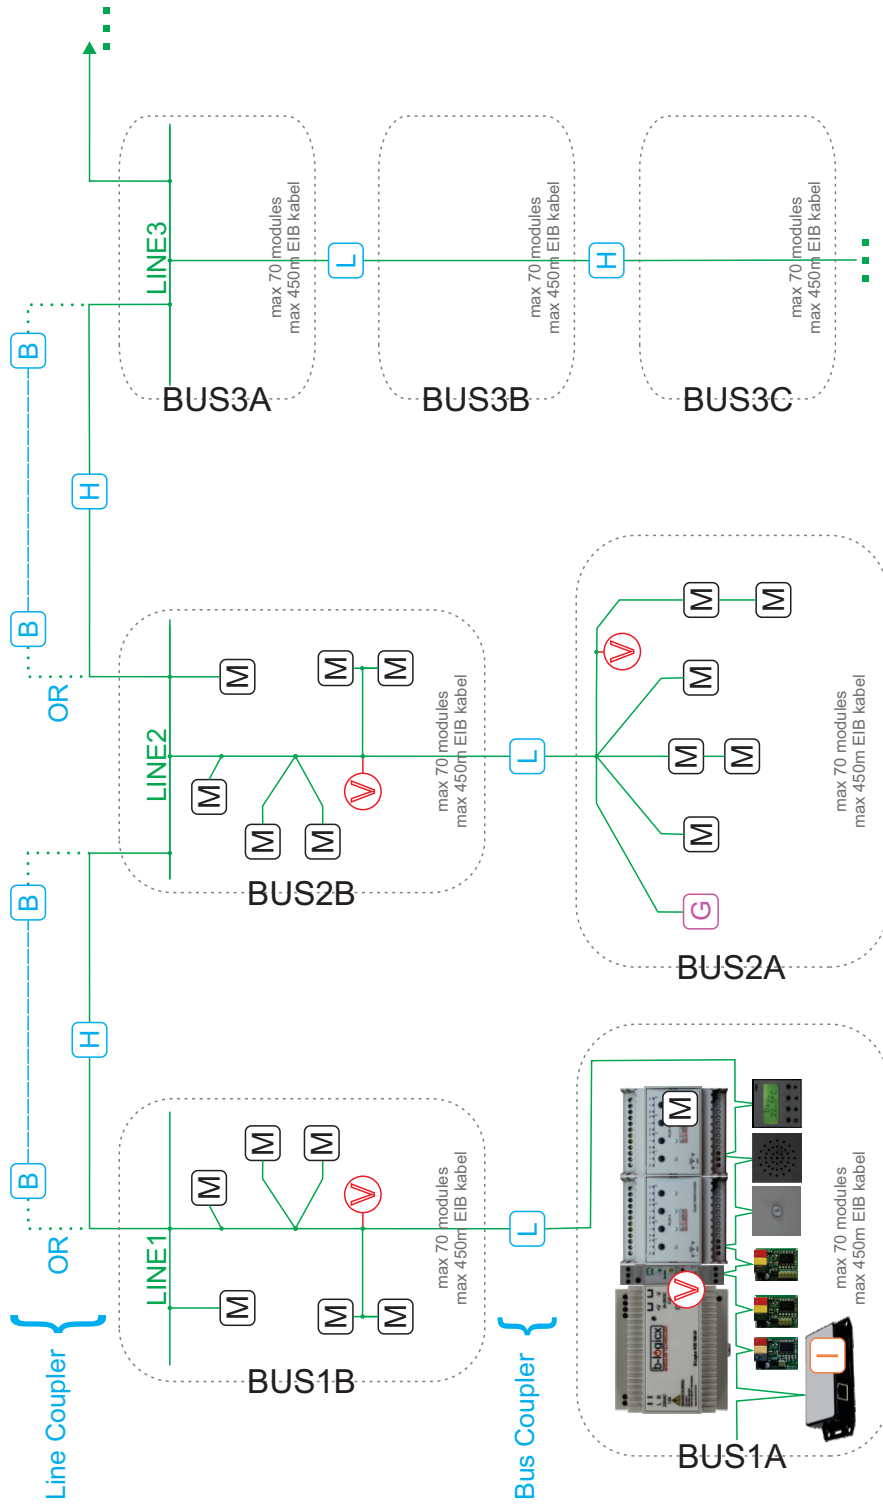 B
B
B
B
Line Coupler
OR
OR
H
H
LINE1
LINE2
LINE3
BUS1B
M
M
M
M
M
M
V
max 70 modules
max 450m EIB kabel
BUS2B
M
M
M
M
M
M
V
max 70 modules
max 450m EIB kabel
BUS3A
max 70 modules
max 450m EIB kabel
L
BUS3B
max 70 modules
max 450m EIB kabel
H
BUS3C
max 70 modules
max 450m EIB kabel
Bus Coupler
L
L
BUS1A
b-logicx
V
M
I
max 70 modules
max 450m EIB kabel
BUS2A
V
G
M
M
M
M
M
M
max 70 modules
max 450m EIB kabel